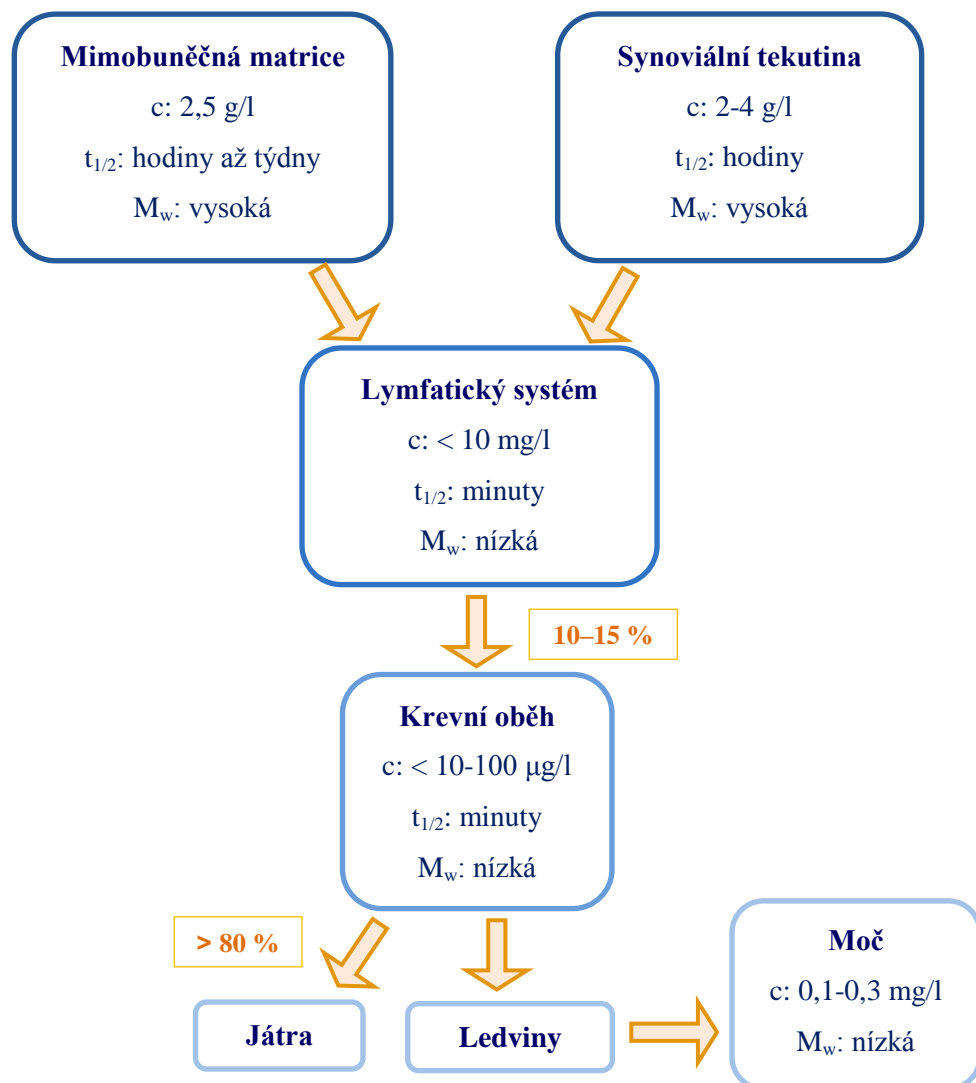 Mimobuněčná matrice
c: 2,5 g/l
t1/2: hodiny až týdny
Mw: vysoká
Synoviální tekutina
c: 2-4 g/l
t1/2: hodiny
Mw: vysoká
Lymfatický systém
c: < 10 mg/l
t1/2: minuty
Mw: nízká
10–15 %
Krevní oběh
c: < 10-100 µg/l
t1/2: minuty
Mw: nízká
> 80 %
Játra
Ledviny
Moč
c: 0,1-0,3 mg/l
Mw: nízká